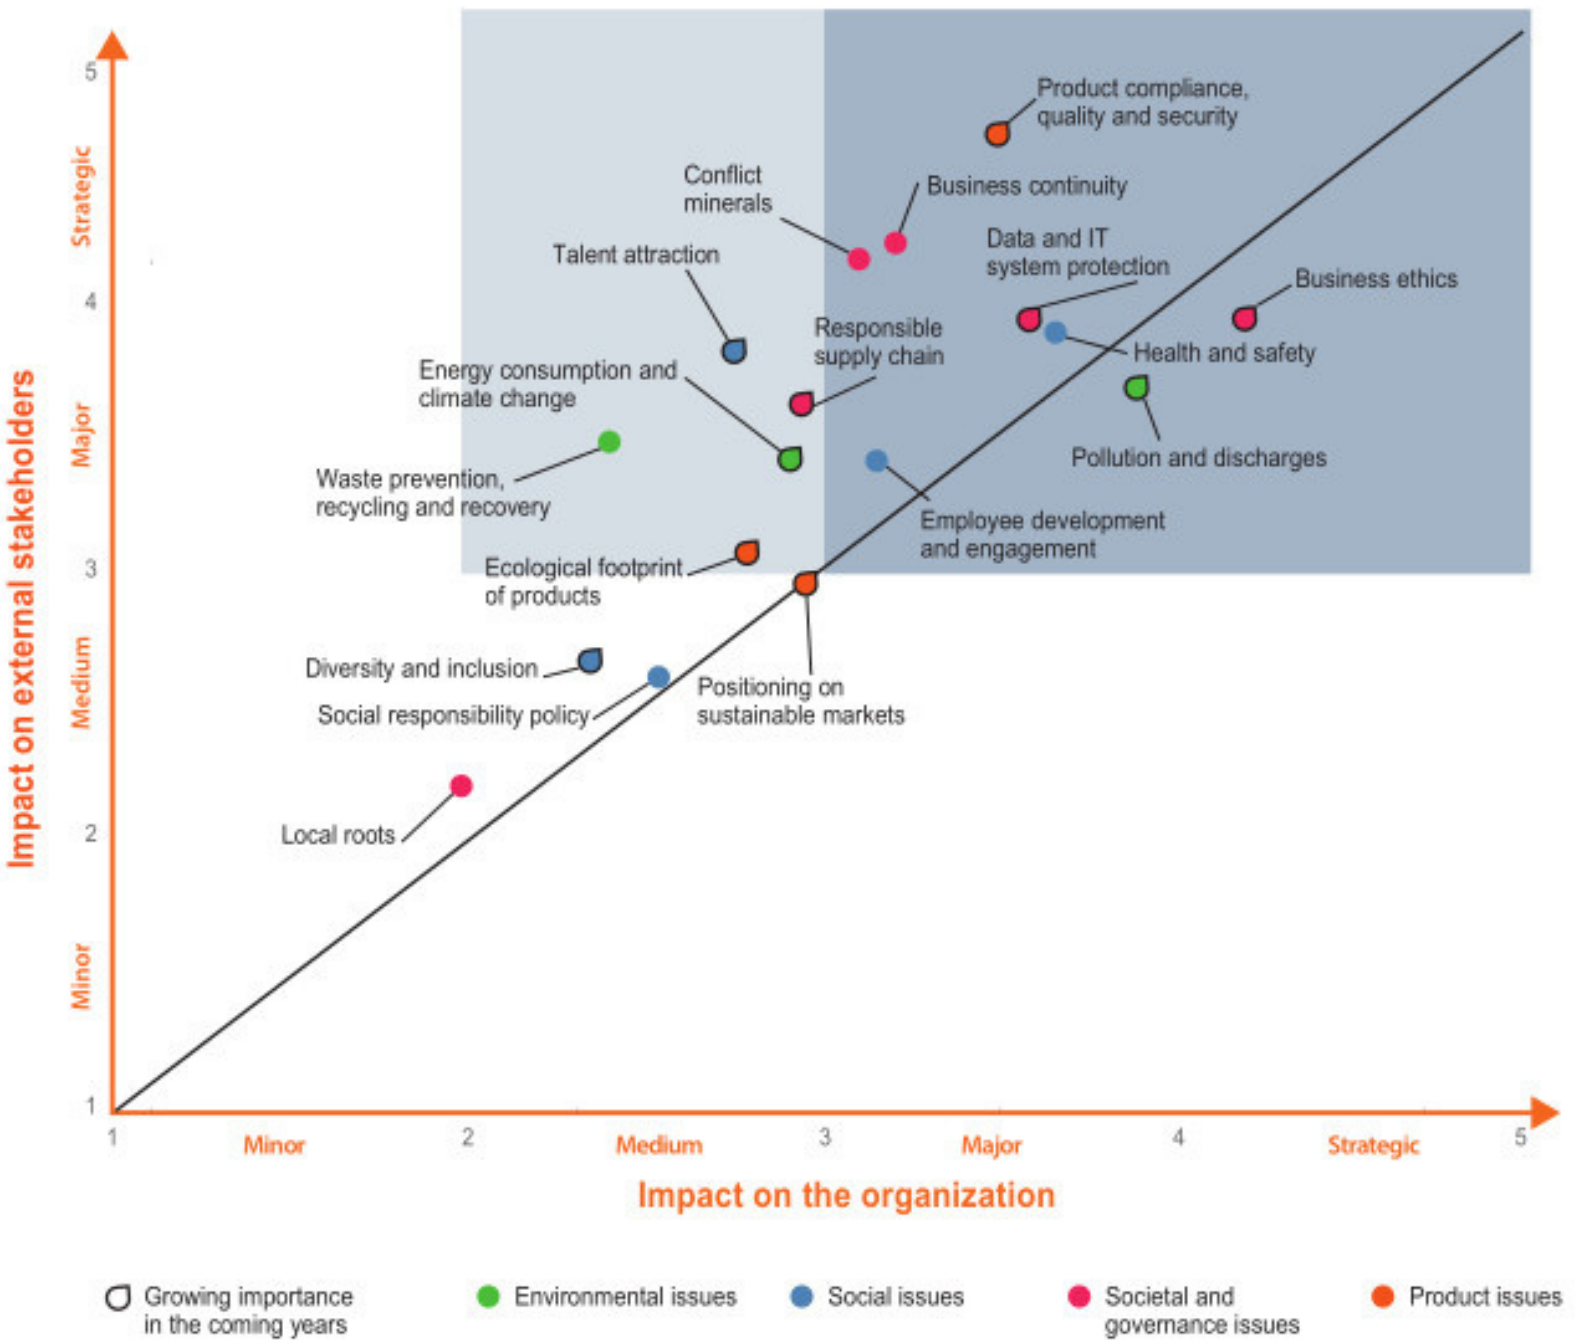 5
Strategic
4
Major
3
Medium
2
Minor
1
Impact on external stakeholders
Product compliance,
quality and security
Conflict
minerals
Business continuity
Talent attraction
Data and IT
system protection
Business ethics
Responsible
supply chain
Health and safety
Energy consumption and
climate change
Pollution and discharges
Waste prevention,
recycling and recovery
Employee development
and engagement
Ecological footprint
of products
Diversity and inclusion
Positioning on
sustainable markets
Social responsibility policy
Local roots
1
Minor
2
Medium
3
Major
4
Strategic
5
Impact on the organization
Growing importance
in the coming years
Environmental issues
Social issues
Societal and
governance issues
Product issues